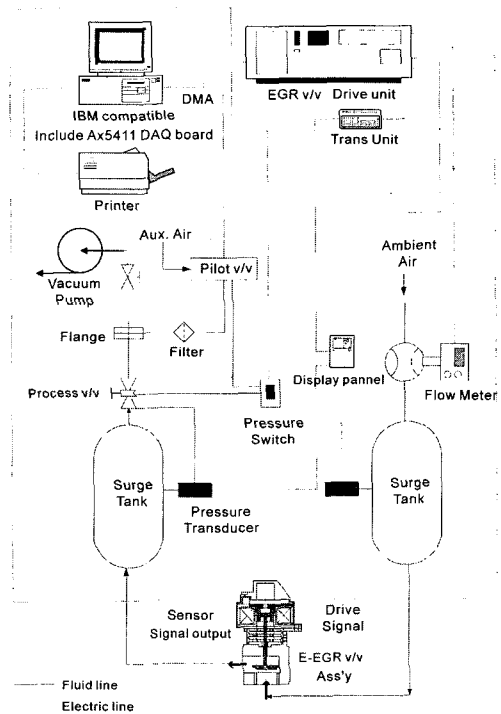 DMA
IBM compatible
Include Ax5411 DAQ board
EGR v/v Drive unit
Trans Unit
Printer
Aux. Air
Pilot v/v
Ambient
Air
Vacuum
Pump
Flange
Filter
Display pannel
Flow Meter
Process v/v
Pressure
Switch
Surge
Tank
Pressure
Transducer
Surge
Tank
Sensor
Signal output
Drive
Signal
E-EGR v/v
Ass'y
Fluid line
Electric line